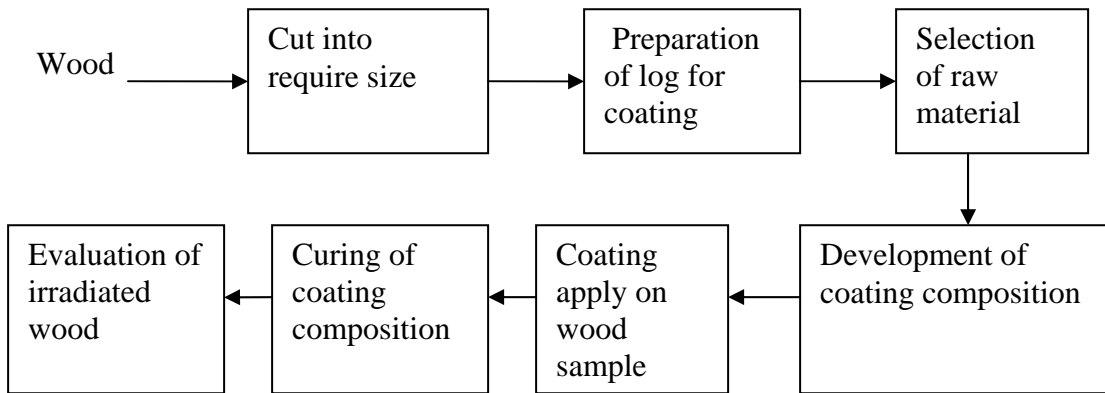 Wood
Cut into
require size
Preparation
of log for
coating
Selection
of raw
material
Development of
coating composition
Coating
apply on
wood
sample
Curing of
coating
composition
Evaluation of
irradiated
wood